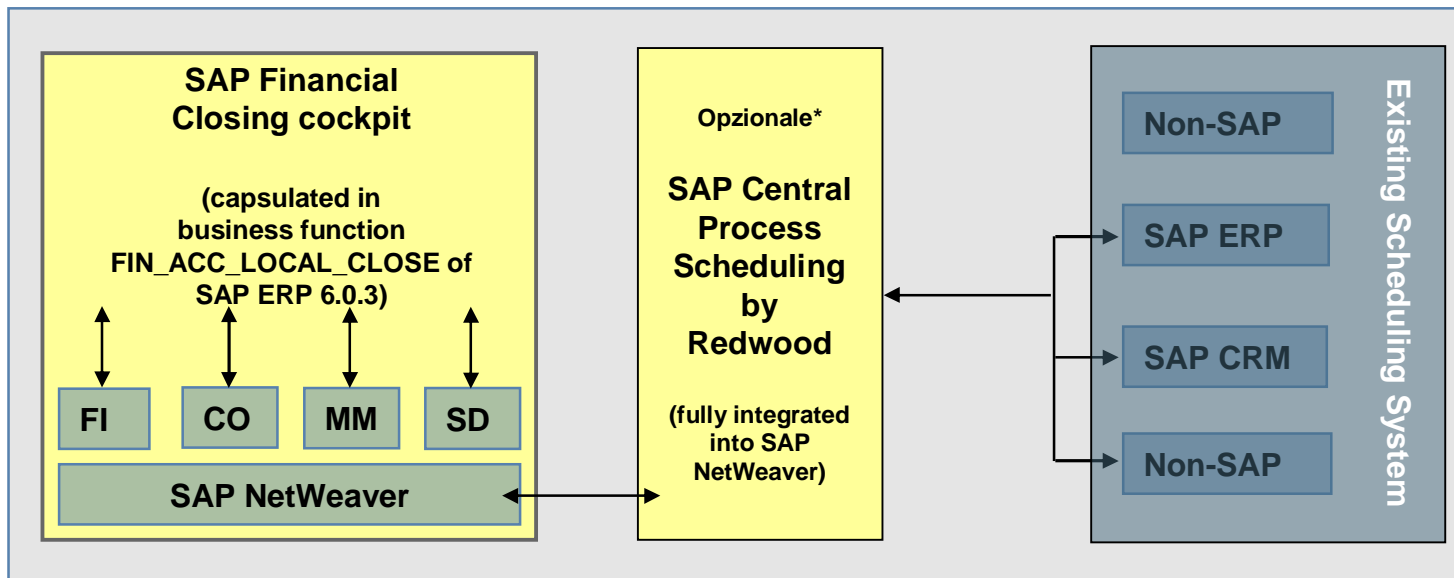 SAP Financial
Closing cockpit
(capsulated in
business function
FIN_ACC_LOCAL_CLOSE of
SAP ERP 6.0.3)
FI
CO
MM
SD
SAP NetWeaver
Opzionale*
SAP Central
Process
Scheduling
by
Redwood
(fully integrated
into SAP
NetWeaver)
Non-SAP
SAP ERP
SAP CRM
Non-SAP
Existing Scheduling System